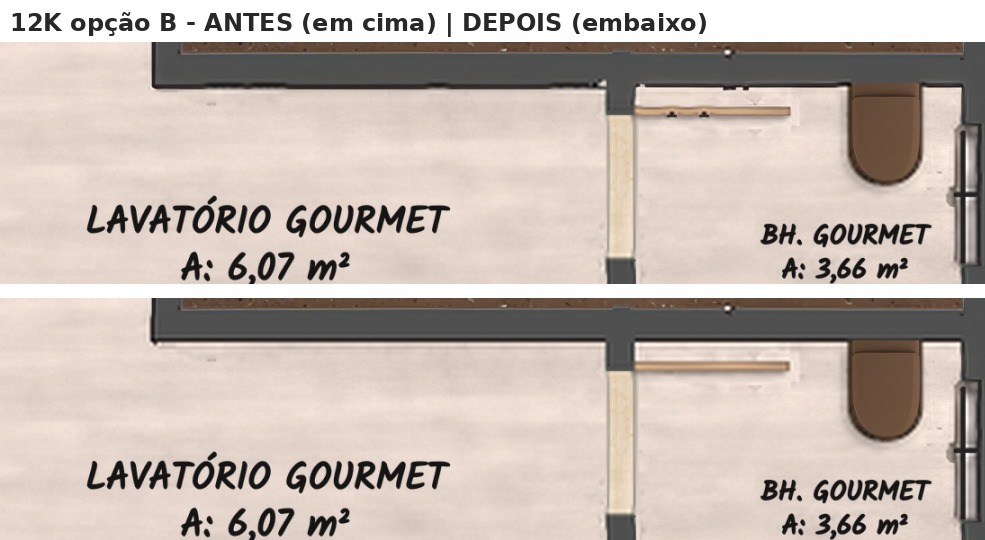 12K opção B - ANTES (em cima) | DEPOIS (embaixo)
LAVATÓRIO GOURMET
A: 6,07 m²
BH. GOURMET
A: 3,66 m²
LAVATÓRIO GOURMET
A: 6,07 m²
BH. GOURMET
A: 3,66 m²